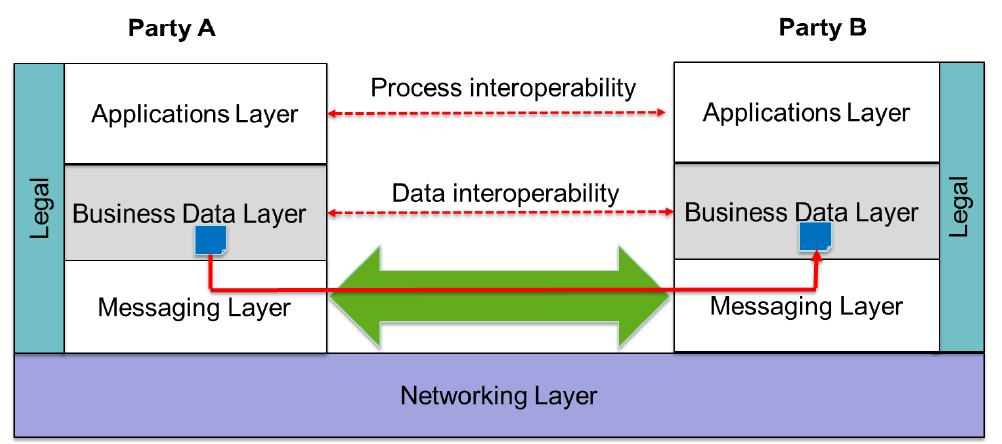 Party A
Party B
Process interoperability
Applications Layer
Applications Layer
Legal
Legal
Data interoperability
Business Data Layer
Business Data Layer
Messaging Layer
Messaging Layer
Networking Layer